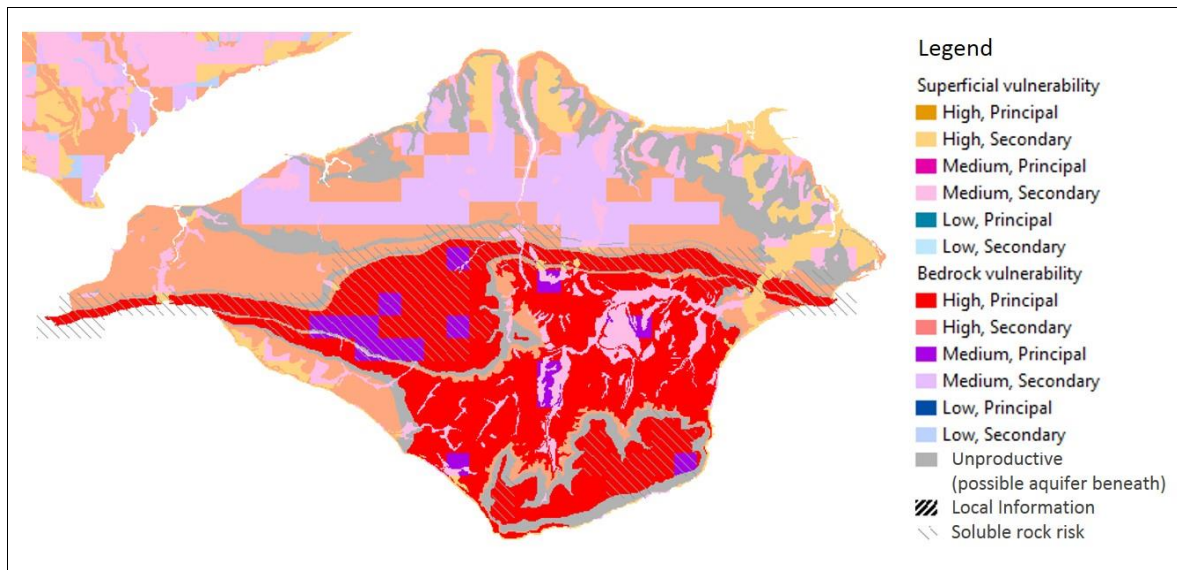 Legend
Superficial vulnerability
High, Principal
High, Secondary
Medium, Principal
Medium, Secondary
Low, Principal
Low, Secondary
Bedrock vulnerability
High, Principal
High, Secondary
Medium, Principal
Medium, Secondary
Low, Principal
Low, Secondary
Unproductive
(possible aquifer beneath)
Local Information
Soluble rock risk